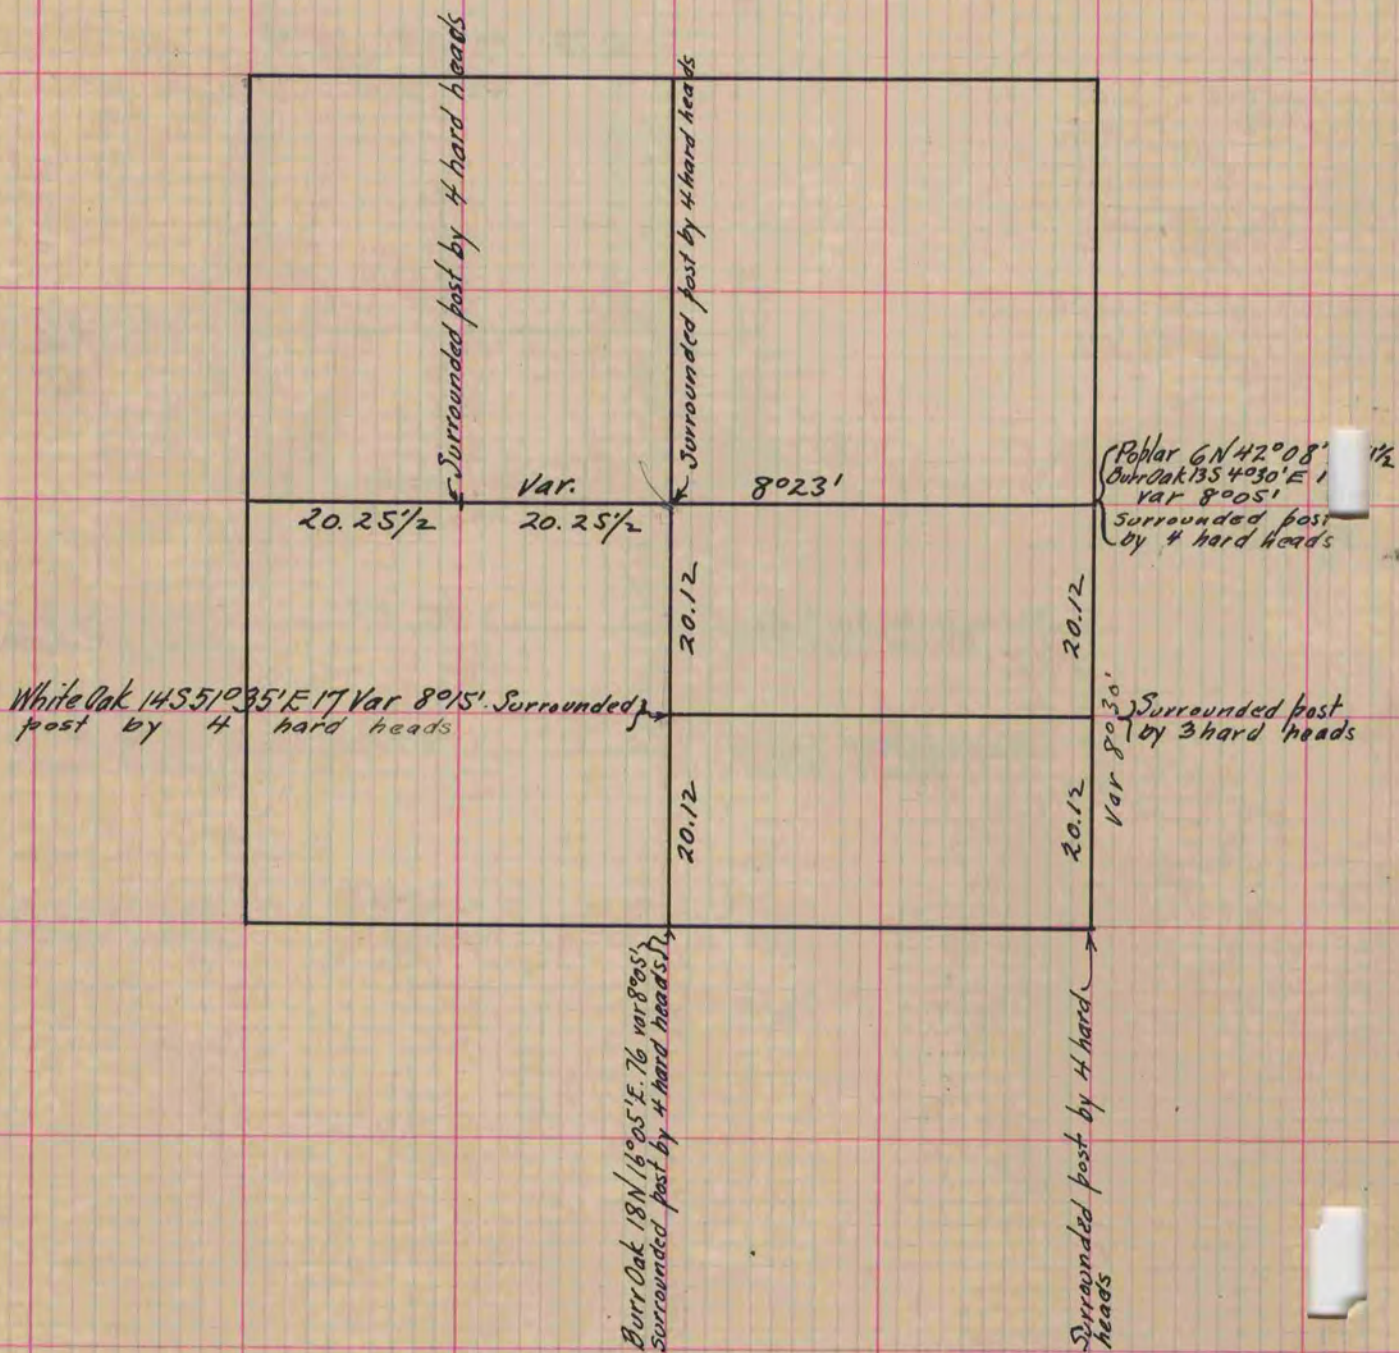 Surrounded post by 4 hard heads
Surrounded post by 4 hard heads
Var. 8°23'
20.25½ 20.25½
Poblar 6 N 42°08' 1½
Burr Oak 13 S 4°30' E 1
var 8°05'
Surrounded post
by 4 hard heads
20.12
20.12
White Oak 14 S 51°35' E 17 Var 8°15'. Surrounded
post by 4 hard heads
Var 8°30'
Surrounded post
by 3 hard heads
20.12
20.12
Burr Oak 18 N 16°05' E. 76 var 8°05'
surrounded post by 4 hard heads
Surrounded post by 4 hard
heads